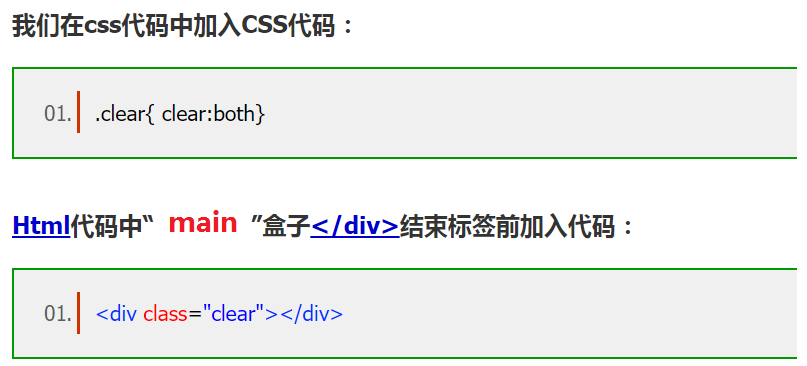 我们在css代码中加入CSS代码：
01. .clear{ clear:both}
Html代码中“ main ”盒子</div>结束标签前加入代码：
01. <div class="clear"></div>